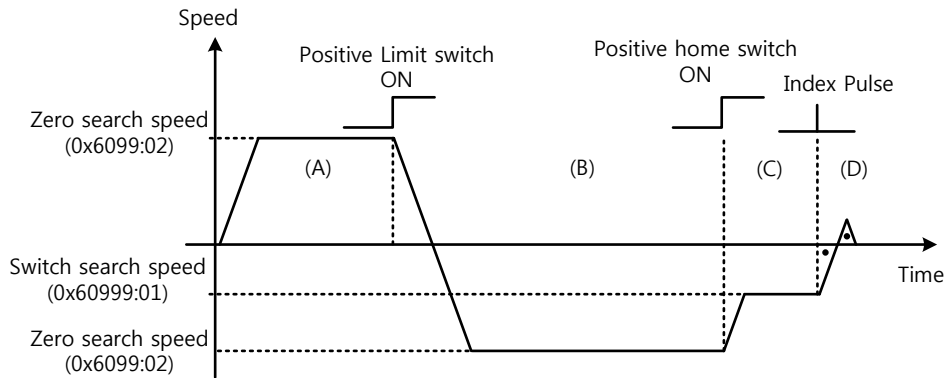 Speed
Positive Limit switch
ON
Positive home switch
ON
Index Pulse
Zero search speed
(0x6099:02)
(A)
(B)
(C)
(D)
Switch search speed
(0x60999:01)
Time
Zero search speed
(0x6099:02)